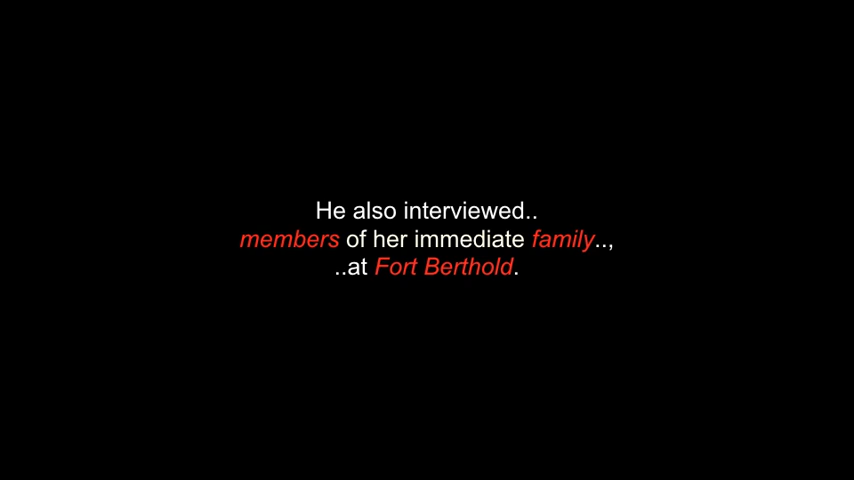 He also interviewed..
members of her immediate family..,
..at Fort Berthold.